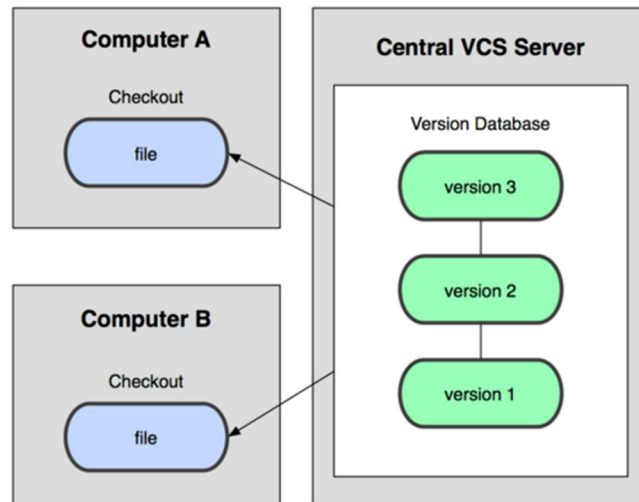 Computer A
Checkout
file
Computer B
Checkout
file
Central VCS Server
Version Database
version 3
version 2
version 1